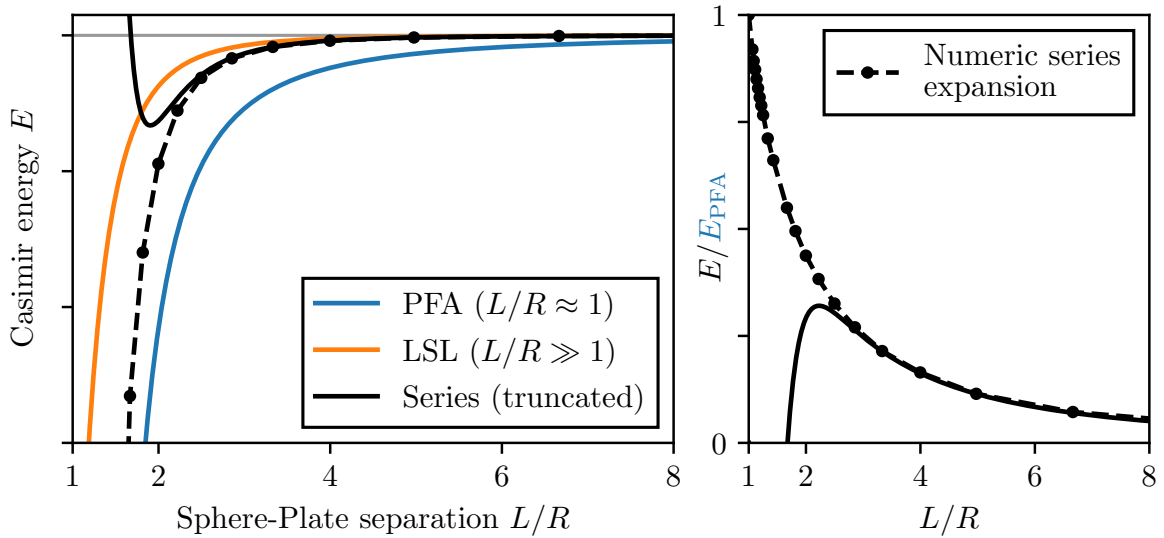 Casimir energy E
PFA (L/R ≈ 1)
LSL (L/R ≫ 1)
Series (truncated)
1
2
4
6
8
Sphere-Plate separation L/R
E/E_PFA
1
0
Numeric series
expansion
1
2
4
6
8
L/R